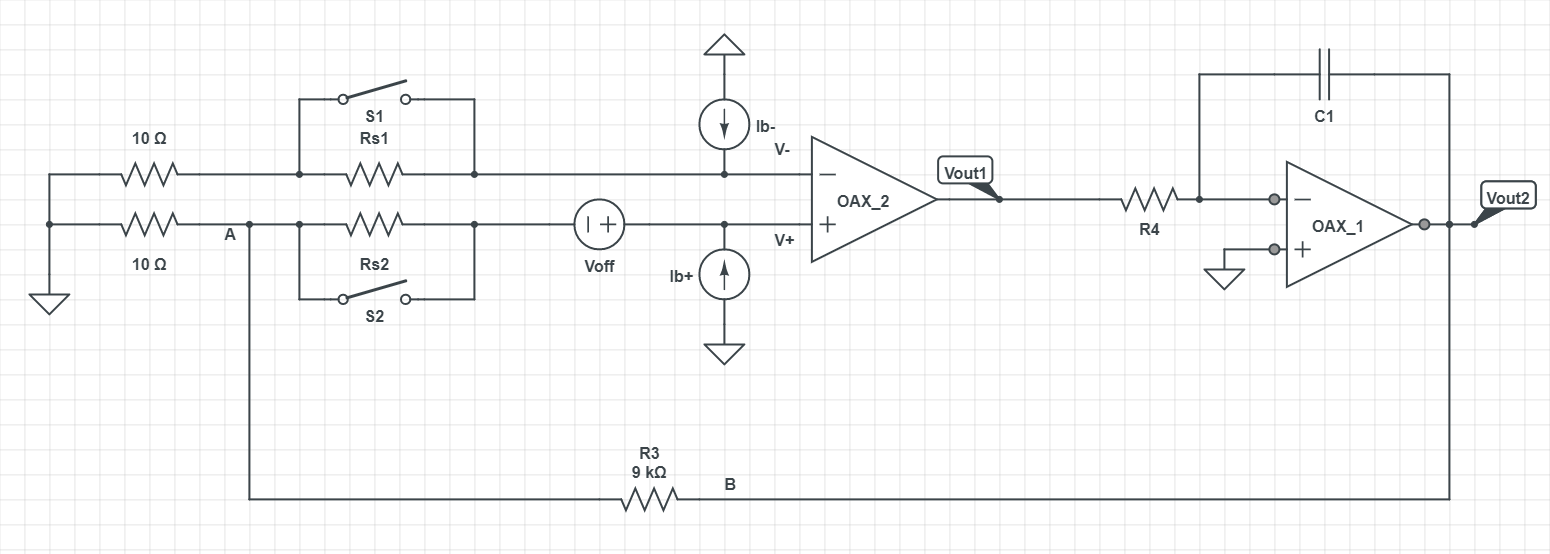 S1
10 Ω
Rs1
Ib-
V-
C1
Vout1
Vout2
OAX_2
OAX_1
R4
A
V+
10 Ω
Rs2
Voff
Ib+
S2
R3
9 kΩ
B